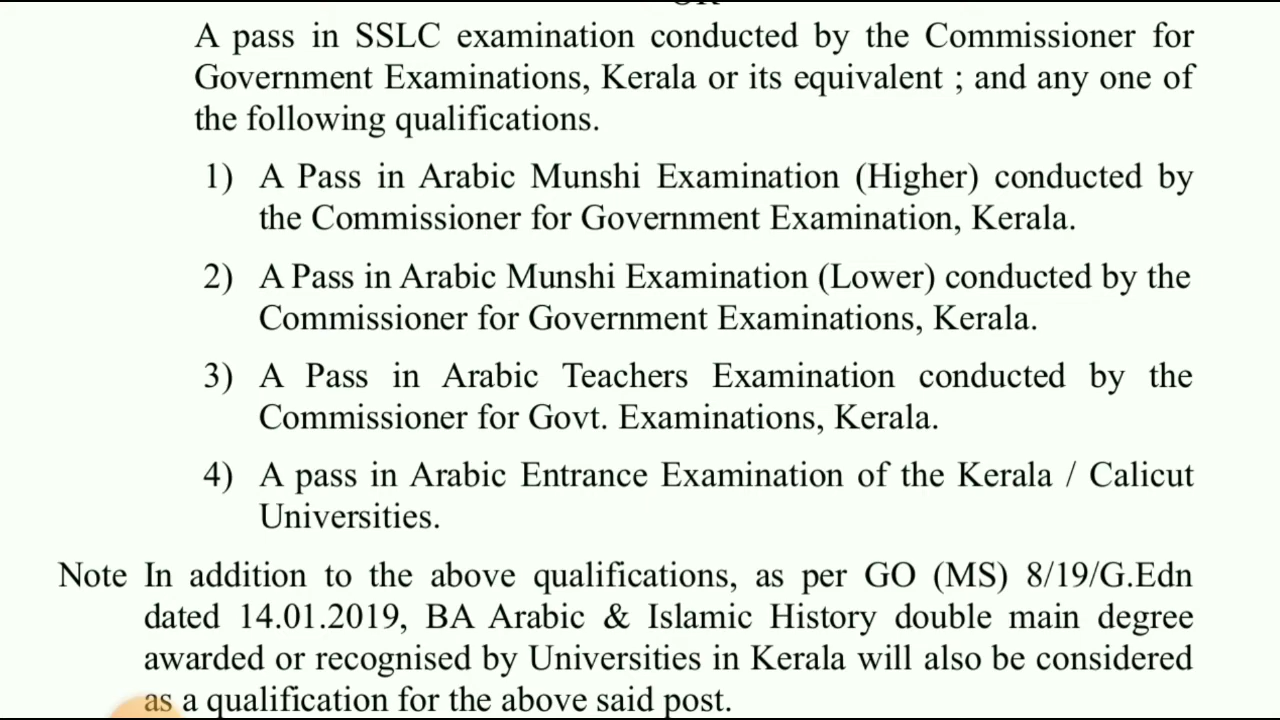 OR
A pass in SSLC examination conducted by the Commissioner for
Government Examinations, Kerala or its equivalent ; and any one of
the following qualifications.
1) A Pass in Arabic Munshi Examination (Higher) conducted by
the Commissioner for Government Examination, Kerala.
2) A Pass in Arabic Munshi Examination (Lower) conducted by the
Commissioner for Government Examinations, Kerala.
3) A Pass in Arabic Teachers Examination conducted by the
Commissioner for Govt. Examinations, Kerala.
4) A pass in Arabic Entrance Examination of the Kerala / Calicut
Universities.
Note In addition to the above qualifications, as per GO (MS) 8/19/G.Edn
dated 14.01.2019, BA Arabic & Islamic History double main degree
awarded or recognised by Universities in Kerala will also be considered
as a qualification for the above said post.